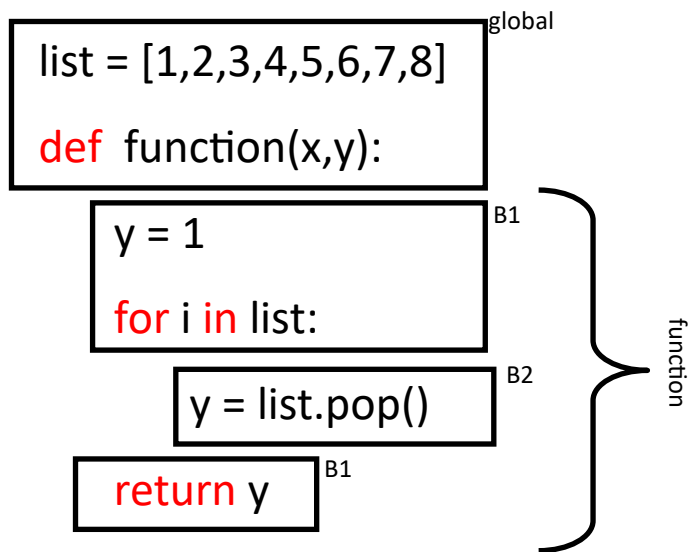 global
list = [1,2,3,4,5,6,7,8]
def function(x,y):
B1
y = 1
for i in list:
B2
y = list.pop()
B1
return y
function